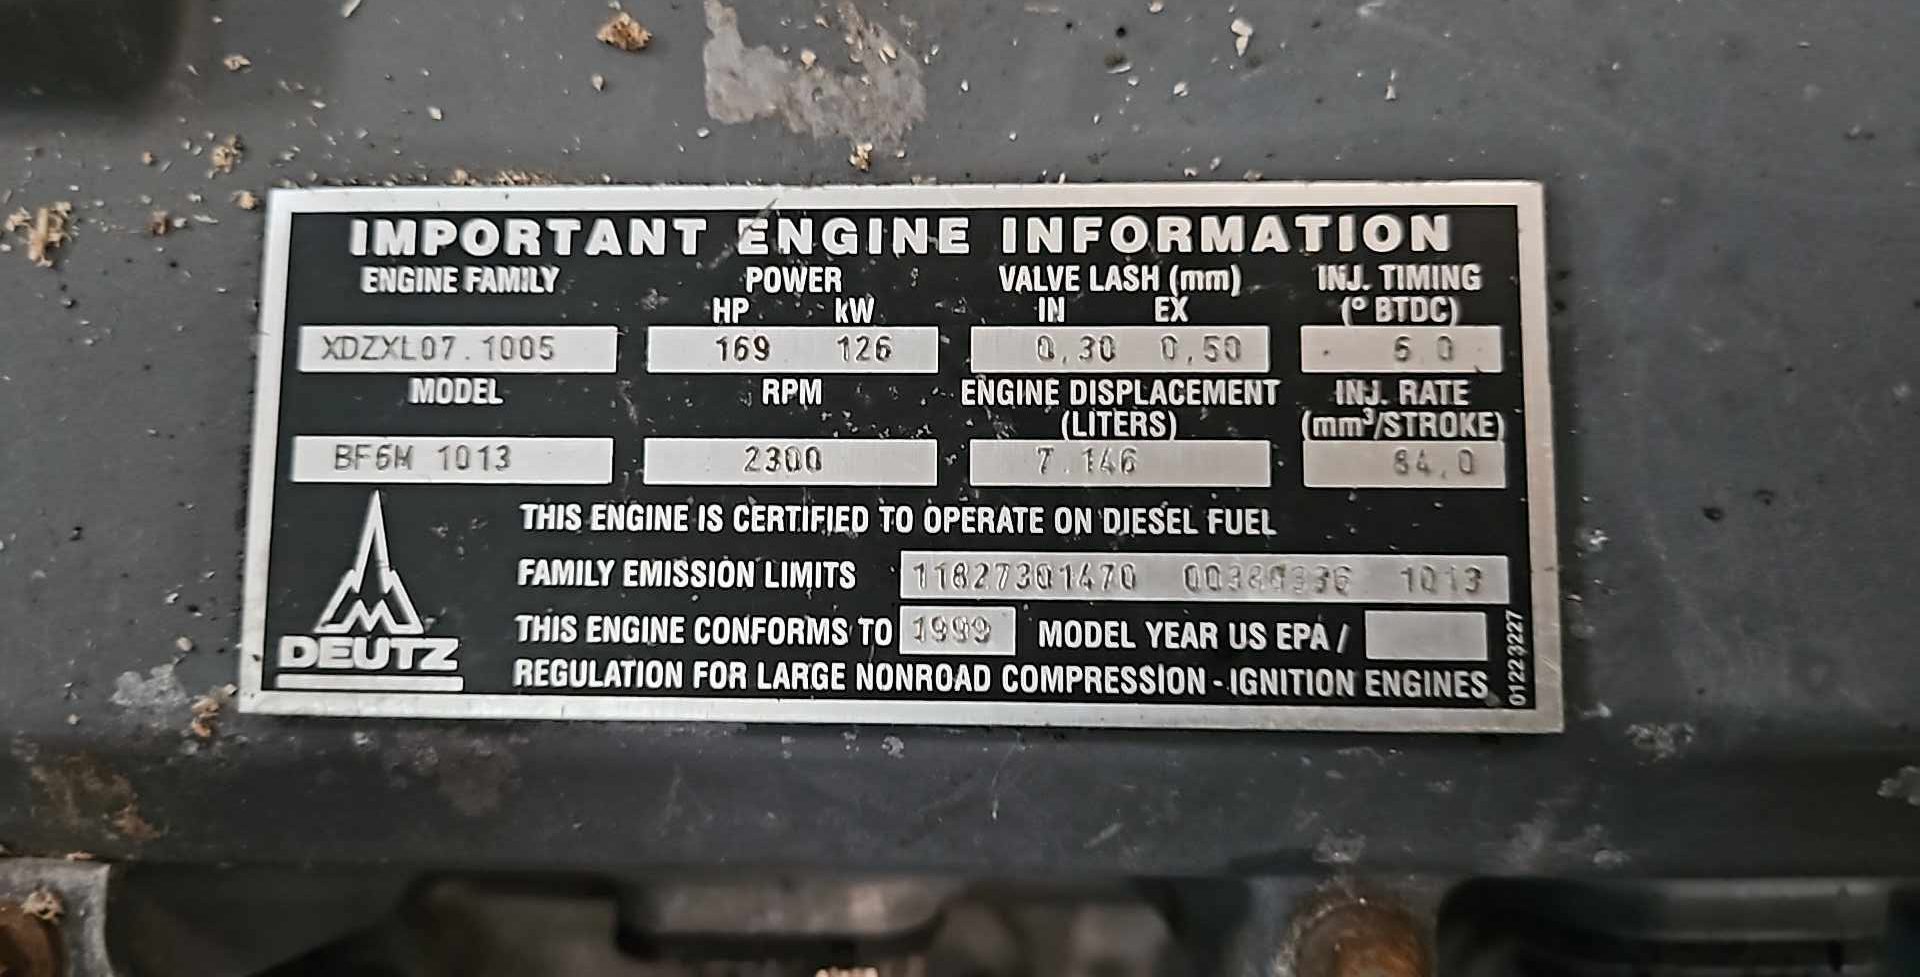 IMPORTANT ENGINE INFORMATION
ENGINE FAMILY POWER VALVE LASH (mm) INJ. TIMING
HP kW IN EX (° BTDC)
XDZXL07.1005 169 126 0,30 0,50 6.0
MODEL RPM ENGINE DISPLACEMENT INJ. RATE
(LITERS) (mm³/STROKE)
BF6M 1013 2300 7.146 84,0
THIS ENGINE IS CERTIFIED TO OPERATE ON DIESEL FUEL
FAMILY EMISSION LIMITS 11827301470 1013
THIS ENGINE CONFORMS TO 1999 MODEL YEAR US EPA /
REGULATION FOR LARGE NONROAD COMPRESSION - IGNITION ENGINES
DEUTZ
01223227